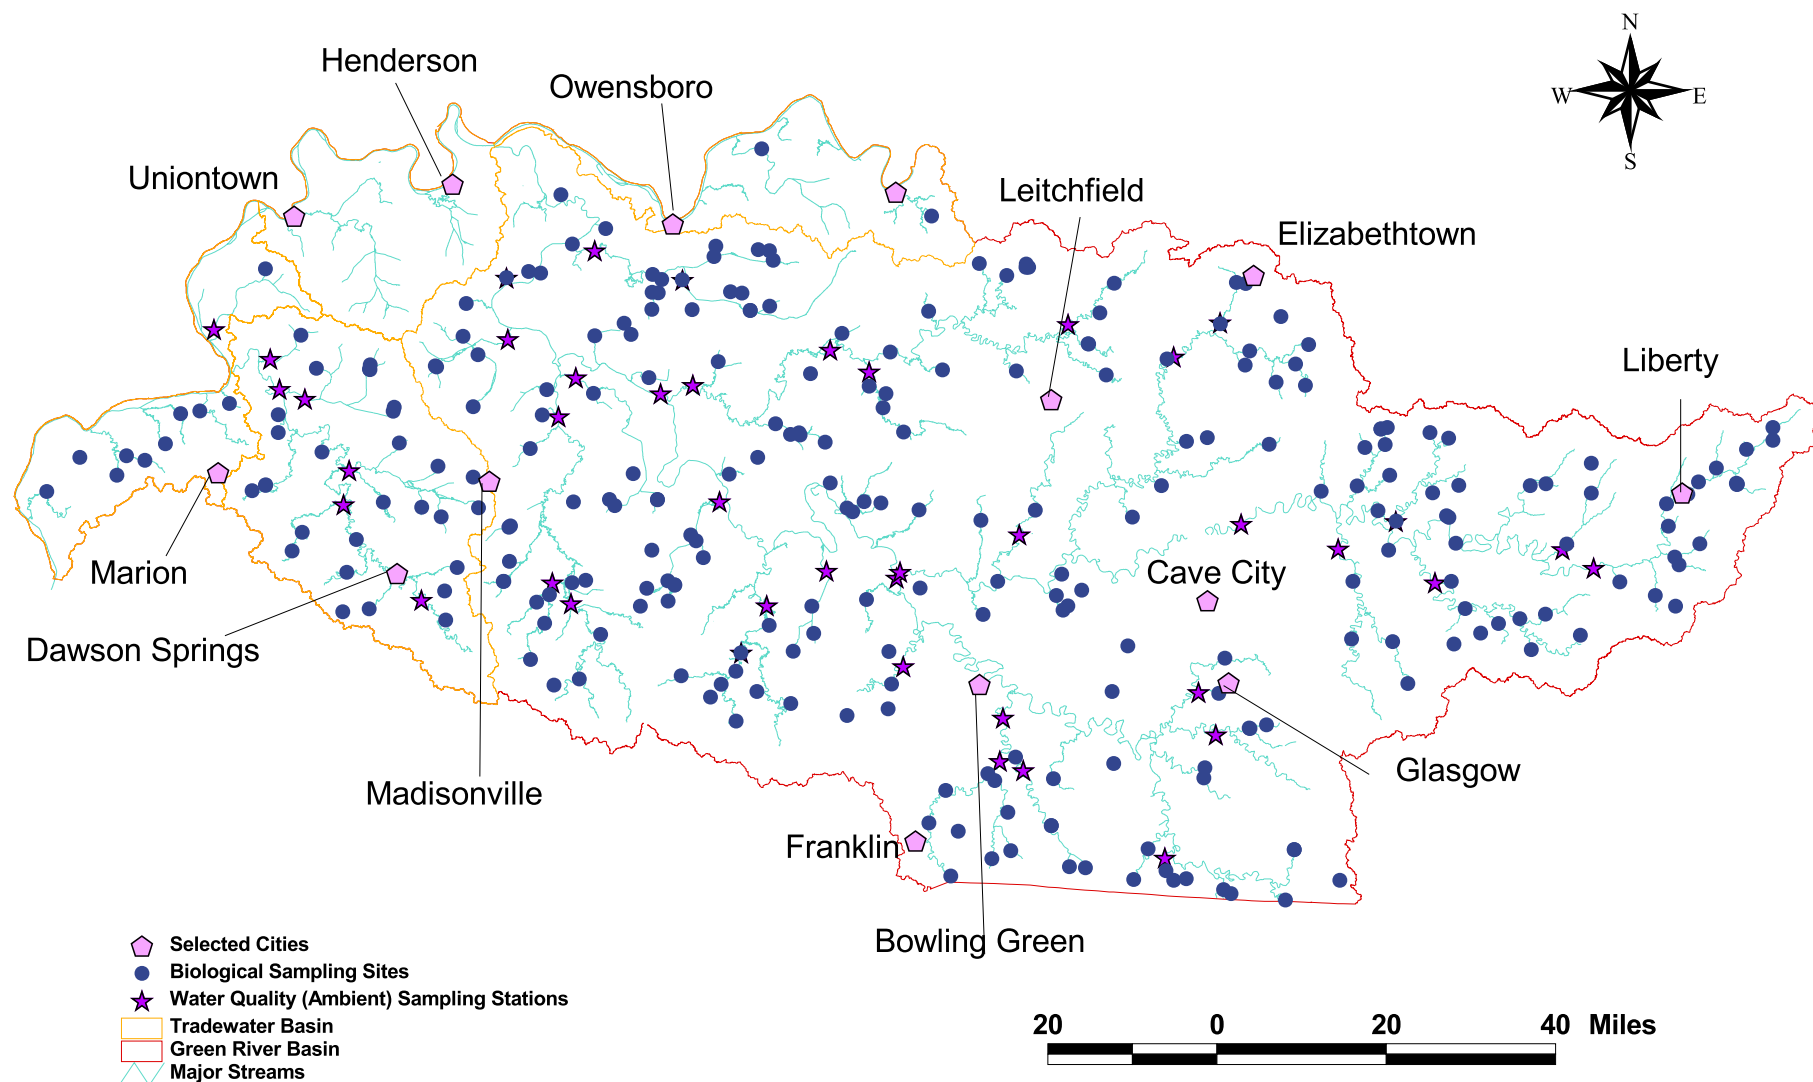 N
Henderson
Owensboro
W
E
S
Uniontown
Leitchfield
Elizabethtown
Liberty
Marion
Cave City
Dawson Springs
Madisonville
Glasgow
Franklin
Bowling Green
Selected Cities
Biological Sampling Sites
Water Quality (Ambient) Sampling Stations
Tradewater Basin
Green River Basin
Major Streams
20 0 20 40 Miles